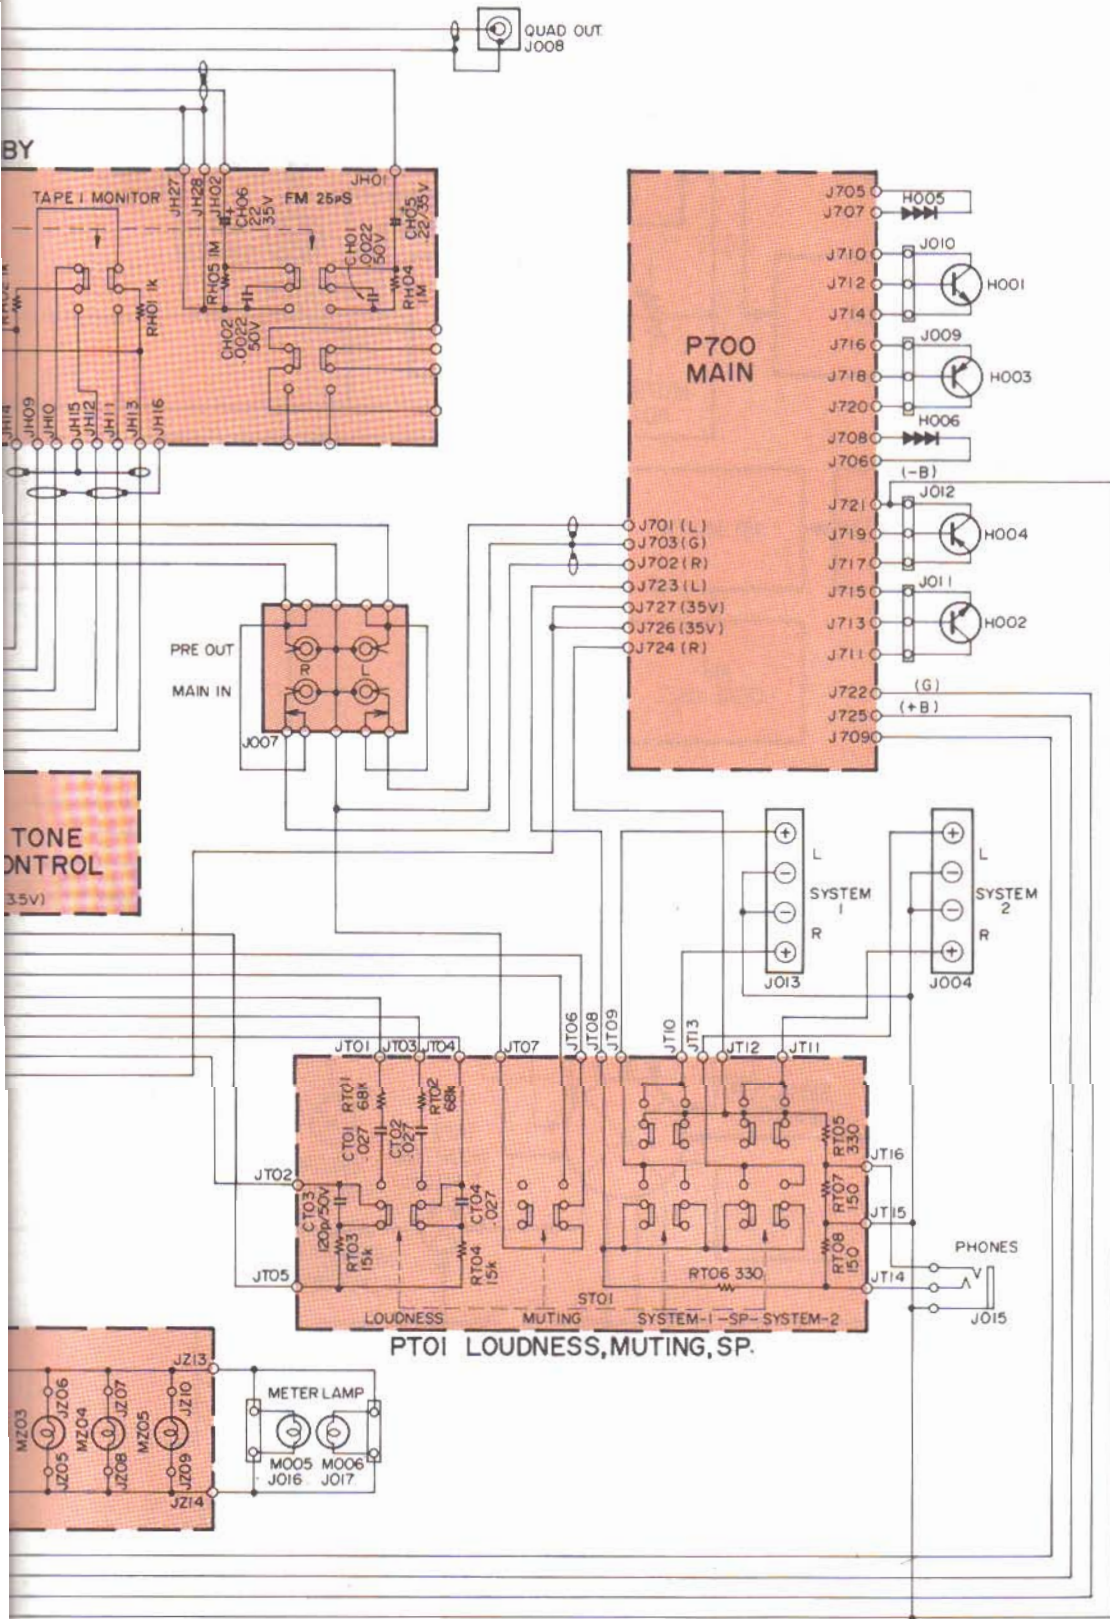 QUAD OUT.
J008
BY
TAPE 1 MONITOR
JH27
JH28
JH02
CH06
22
35V
FM 25µS
JH01
CH05
.22/35V
CH01
.0022
50V
RH04
1M
RH05 1M
CH02
.0022
50V
RH01 1k
RH02 1k
JH14
JH09
JH10
JH15
JH12
JH11
JH13
JH16
P700
MAIN
J705
J707
H005
J710
J712
J714
J010
H001
J716
J718
J720
J009
H003
J708
J706
H006
(-B)
J721
J719
J717
J012
H004
J715
J713
J711
J011
H002
J722
(G)
J725
(+B)
J709
J701 (L)
J703 (G)
J702 (R)
J723 (L)
J727 (35V)
J726 (35V)
J724 (R)
PRE OUT
MAIN IN
R
L
J007
TONE
ONTROL
35V)
L
SYSTEM
1
R
J013
L
SYSTEM
2
R
J004
JT01
JT03
JT04
JT07
JT06
JT08
JT09
JT10
JT13
JT12
JT11
RT01
68k
RT02
68k
CT01
.027
CT02
.027
JT02
CT03
120p/50V
RT03
15k
CT04
.027
RT04
15k
JT05
RT05
330
JT16
RT07
150
JT15
RT08
150
JT14
RT06 330
ST01
LOUDNESS
MUTING
SYSTEM-1 -SP- SYSTEM-2
PT01 LOUDNESS, MUTING, SP.
PHONES
J015
JZ13
MZ03
JZ06
JZ05
MZ04
JZ07
JZ08
MZ05
JZ10
JZ09
JZ14
METER LAMP
M005
J016
M006
J017